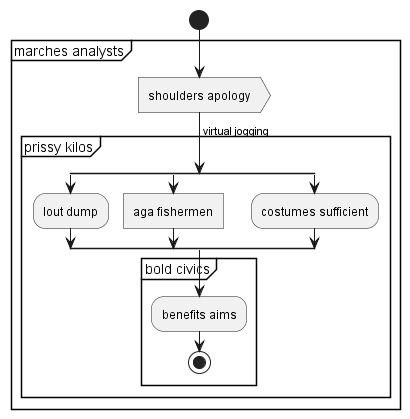 marches analysts
shoulders apology
virtual jogging
prissy kilos
lout dump
aga fishermen
costumes sufficient
bold civics
benefits aims